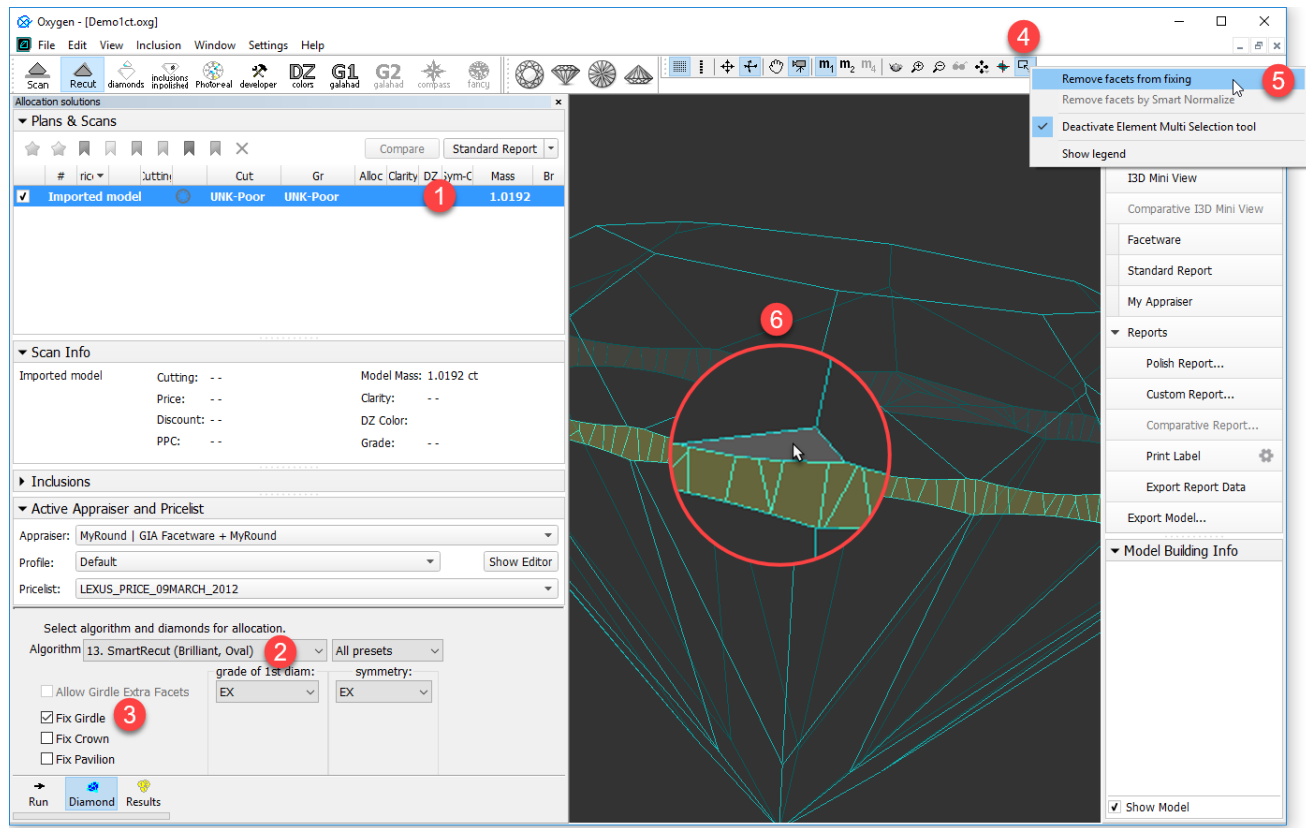 Oxygen - [Demo1ct.oxg]
File Edit View Inclusion Window Settings Help
4
Scan Recut diamonds inclusions inpolished Photoreal developer DZ colors G1 galahad G2 galahad compass fancy m1 m2 m4
Remove facets from fixing
5
Remove facets by Smart Normalize
Deactivate Element Multi Selection tool
Show legend
Allocation solutions
Plans & Scans
Compare Standard Report
# rico Cuttin Cut Gr Alloc Clarity DZ Sym-C Mass Br
1
Imported model UNK-Poor UNK-Poor 1.0192
I3D Mini View
Comparative I3D Mini View
Facetware
Standard Report
My Appraiser
Reports
Polish Report...
Custom Report...
Comparative Report...
Print Label
Export Report Data
Export Model...
Model Building Info
Show Model
6
Scan Info
Imported model Cutting: - - Model Mass: 1.0192 ct
Price: - - Clarity: - -
Discount: - - DZ Color:
PPC: - - Grade: - -
Inclusions
Active Appraiser and Pricelist
Appraiser: MyRound | GIA Facetware + MyRound
Profile: Default Show Editor
Pricelist: LEXUS_PRICE_09MARCH_2012
Select algorithm and diamonds for allocation.
Algorithm 13. SmartRecut (Brilliant, Oval) 2 All presets
grade of 1st diam: symmetry:
Allow Girdle Extra Facets EX EX
Fix Girdle 3
Fix Crown
Fix Pavilion
Run Diamond Results